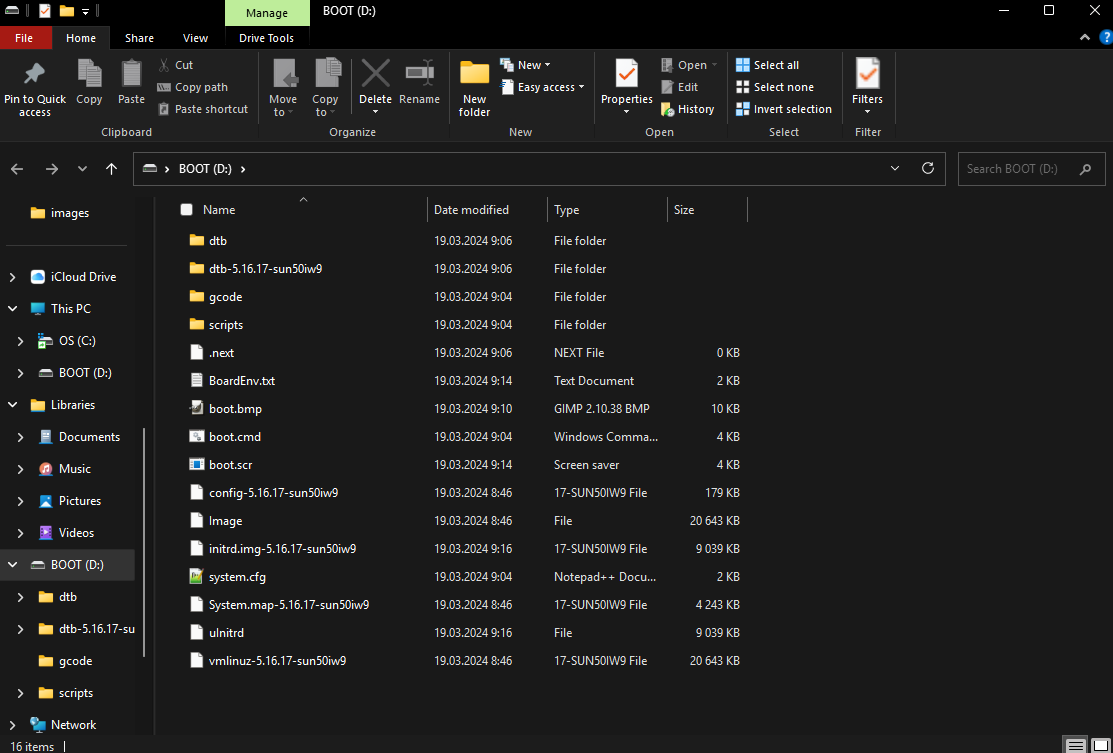 Manage
BOOT (D:)
File
Home
Share
View
Drive Tools
?
Pin to Quick access
Copy
Paste
Cut
Copy path
Paste shortcut
Clipboard
Move to
Copy to
Delete
Rename
Organize
New folder
New
Easy access
New
Properties
Open
Edit
History
Open
Select all
Select none
Invert selection
Select
Filters
Filter
BOOT (D:)
Search BOOT (D:)
images
iCloud Drive
This PC
OS (C:)
BOOT (D:)
Libraries
Documents
Music
Pictures
Videos
BOOT (D:)
dtb
dtb-5.16.17-su
gcode
scripts
Network
Name Date modified Type Size
dtb 19.03.2024 9:06 File folder
dtb-5.16.17-sun50iw9 19.03.2024 9:06 File folder
gcode 19.03.2024 9:04 File folder
scripts 19.03.2024 9:04 File folder
.next 19.03.2024 9:06 NEXT File 0 KB
BoardEnv.txt 19.03.2024 9:14 Text Document 2 KB
boot.bmp 19.03.2024 9:10 GIMP 2.10.38 BMP 10 KB
boot.cmd 19.03.2024 9:04 Windows Comma... 4 KB
boot.scr 19.03.2024 9:14 Screen saver 4 KB
config-5.16.17-sun50iw9 19.03.2024 8:46 17-SUN50IW9 File 179 KB
Image 19.03.2024 8:46 File 20 643 KB
initrd.img-5.16.17-sun50iw9 19.03.2024 9:16 17-SUN50IW9 File 9 039 KB
system.cfg 19.03.2024 9:04 Notepad++ Docu... 2 KB
System.map-5.16.17-sun50iw9 19.03.2024 8:46 17-SUN50IW9 File 4 243 KB
uInitrd 19.03.2024 9:16 File 9 039 KB
vmlinuz-5.16.17-sun50iw9 19.03.2024 8:46 17-SUN50IW9 File 20 643 KB
16 items